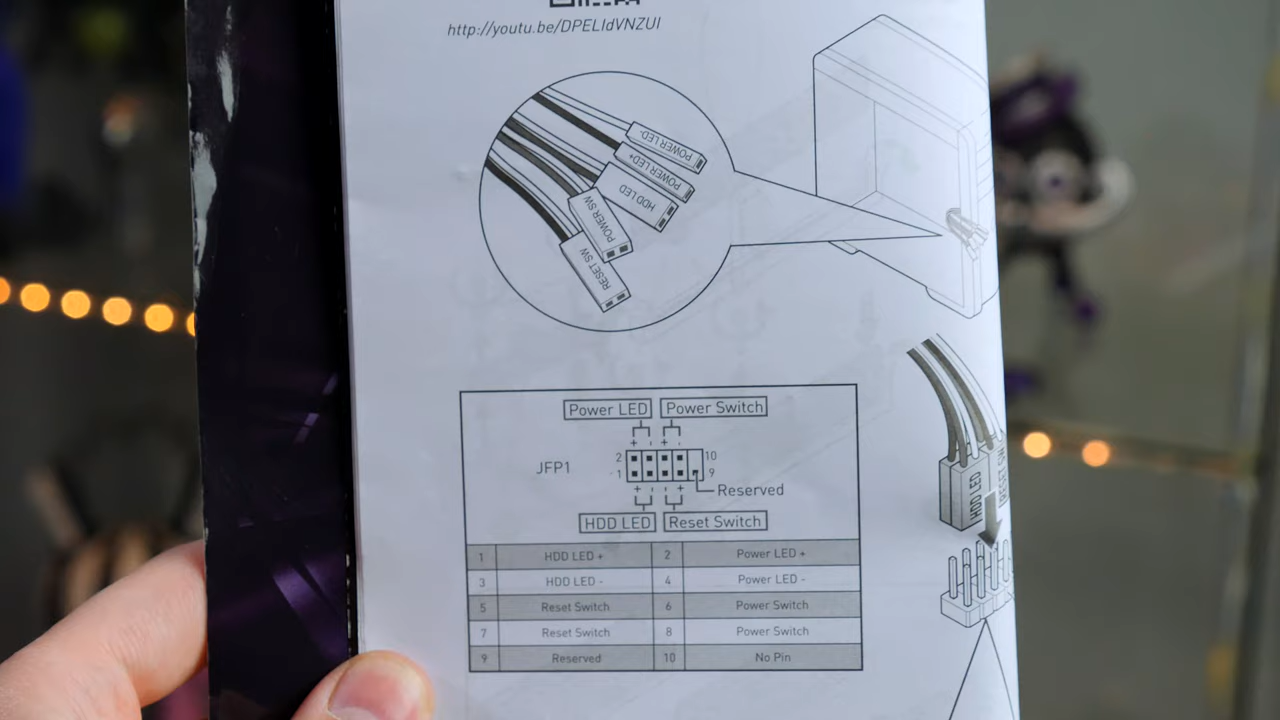 http://youtu.be/DPELIdVNZUI
POWER LED-
POWER LED+
HDD LED
POWER SW
RESET SW
Power LED
Power Switch
+ - + -
2
10
JFP1
1
9
+ - - +
Reserved
HDD LED
Reset Switch
HDD LED
RESET SW
1 HDD LED + 2 Power LED +
3 HDD LED - 4 Power LED -
5 Reset Switch 6 Power Switch
7 Reset Switch 8 Power Switch
9 Reserved 10 No Pin